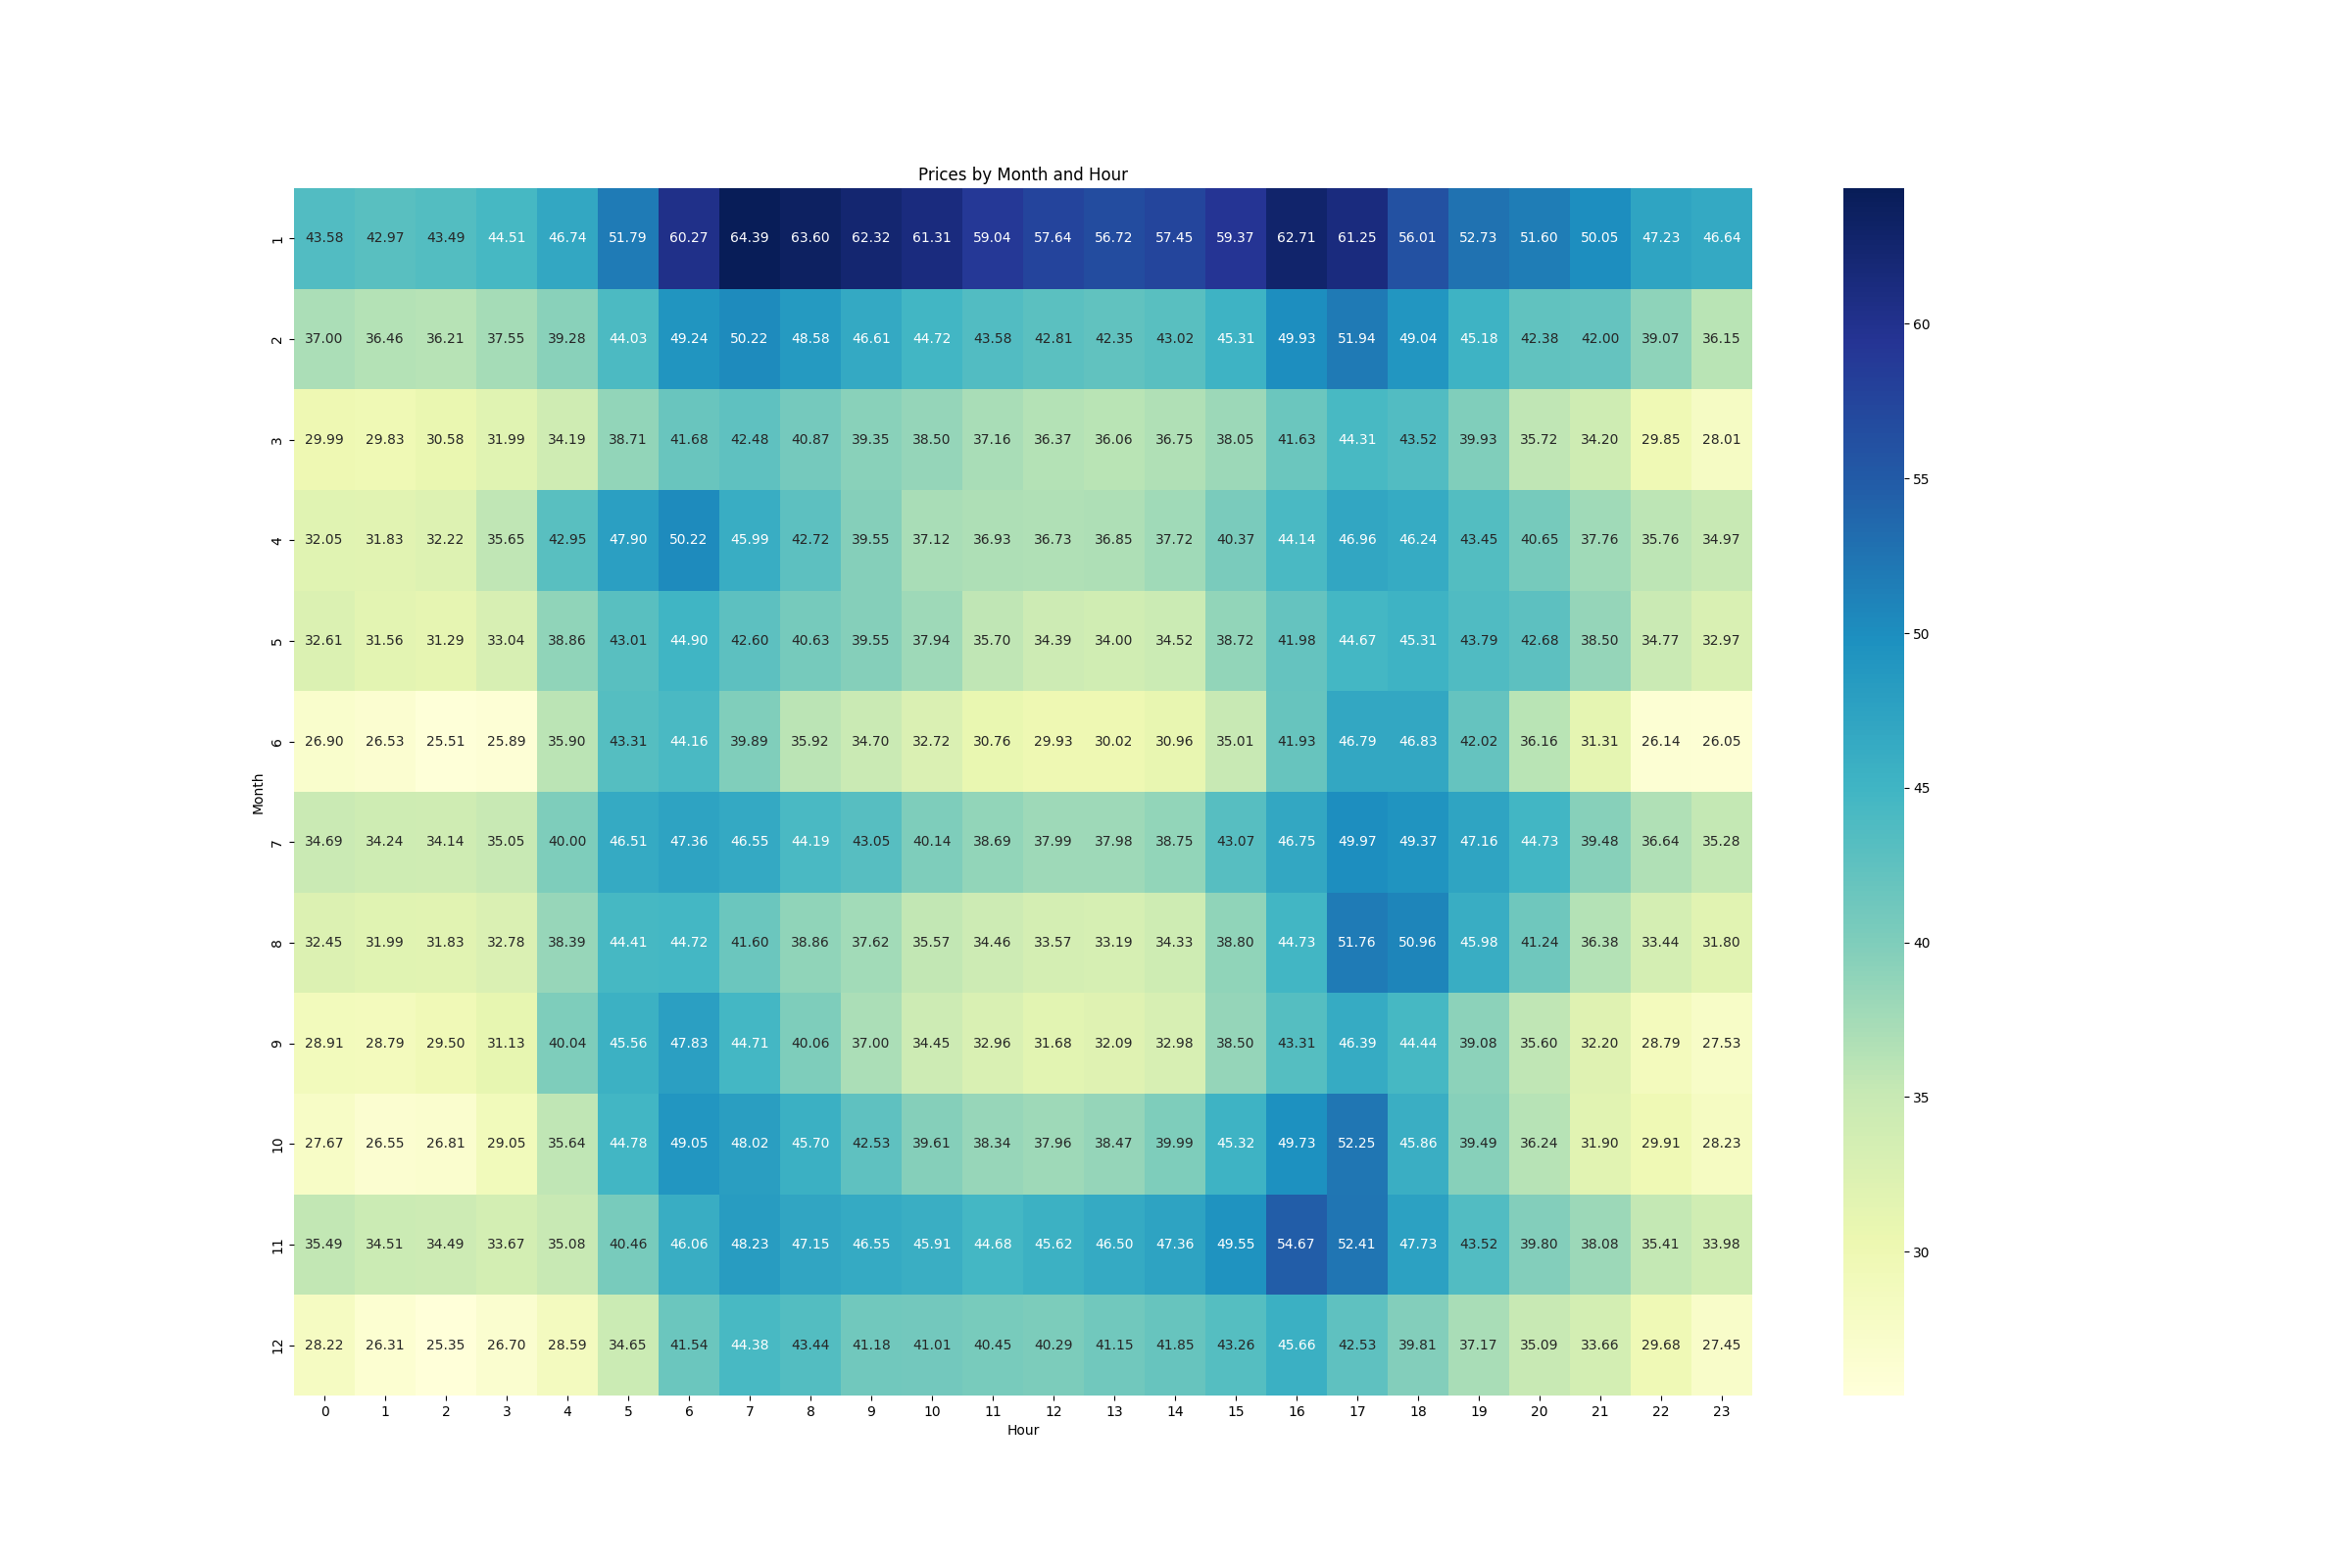 Prices by Month and Hour
1 43.58 42.97 43.49 44.51 46.74 51.79 60.27 64.39 63.60 62.32 61.31 59.04 57.64 56.72 57.45 59.37 62.71 61.25 56.01 52.73 51.60 50.05 47.23 46.64
2 37.00 36.46 36.21 37.55 39.28 44.03 49.24 50.22 48.58 46.61 44.72 43.58 42.81 42.35 43.02 45.31 49.93 51.94 49.04 45.18 42.38 42.00 39.07 36.15
3 29.99 29.83 30.58 31.99 34.19 38.71 41.68 42.48 40.87 39.35 38.50 37.16 36.37 36.06 36.75 38.05 41.63 44.31 43.52 39.93 35.72 34.20 29.85 28.01
4 32.05 31.83 32.22 35.65 42.95 47.90 50.22 45.99 42.72 39.55 37.12 36.93 36.73 36.85 37.72 40.37 44.14 46.96 46.24 43.45 40.65 37.76 35.76 34.97
5 32.61 31.56 31.29 33.04 38.86 43.01 44.90 42.60 40.63 39.55 37.94 35.70 34.39 34.00 34.52 38.72 41.98 44.67 45.31 43.79 42.68 38.50 34.77 32.97
6 26.90 26.53 25.51 25.89 35.90 43.31 44.16 39.89 35.92 34.70 32.72 30.76 29.93 30.02 30.96 35.01 41.93 46.79 46.83 42.02 36.16 31.31 26.14 26.05
7 34.69 34.24 34.14 35.05 40.00 46.51 47.36 46.55 44.19 43.05 40.14 38.69 37.99 37.98 38.75 43.07 46.75 49.97 49.37 47.16 44.73 39.48 36.64 35.28
8 32.45 31.99 31.83 32.78 38.39 44.41 44.72 41.60 38.86 37.62 35.57 34.46 33.57 33.19 34.33 38.80 44.73 51.76 50.96 45.98 41.24 36.38 33.44 31.80
9 28.91 28.79 29.50 31.13 40.04 45.56 47.83 44.71 40.06 37.00 34.45 32.96 31.68 32.09 32.98 38.50 43.31 46.39 44.44 39.08 35.60 32.20 28.79 27.53
10 27.67 26.55 26.81 29.05 35.64 44.78 49.05 48.02 45.70 42.53 39.61 38.34 37.96 38.47 39.99 45.32 49.73 52.25 45.86 39.49 36.24 31.90 29.91 28.23
11 35.49 34.51 34.49 33.67 35.08 40.46 46.06 48.23 47.15 46.55 45.91 44.68 45.62 46.50 47.36 49.55 54.67 52.41 47.73 43.52 39.80 38.08 35.41 33.98
12 28.22 26.31 25.35 26.70 28.59 34.65 41.54 44.38 43.44 41.18 41.01 40.45 40.29 41.15 41.85 43.26 45.66 42.53 39.81 37.17 35.09 33.66 29.68 27.45
0 1 2 3 4 5 6 7 8 9 10 11 12 13 14 15 16 17 18 19 20 21 22 23
Hour
Month
60
55
50
45
40
35
30